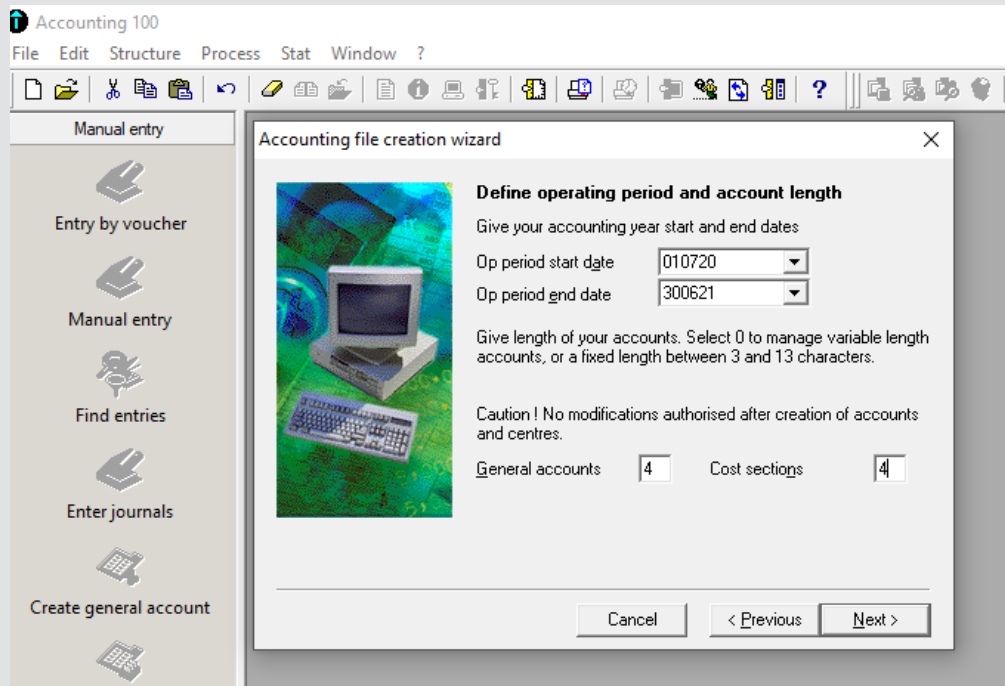 Accounting 100
File Edit Structure Process Stat Window ?
?
Manual entry
Entry by voucher
Manual entry
Find entries
Enter journals
Create general account
Accounting file creation wizard
Define operating period and account length
Give your accounting year start and end dates
Op period start date 010720
Op period end date 300621
Give length of your accounts. Select 0 to manage variable length
accounts, or a fixed length between 3 and 13 characters.
Caution ! No modifications authorised after creation of accounts
and centres.
General accounts 4 Cost sections 4
Cancel < Previous Next >